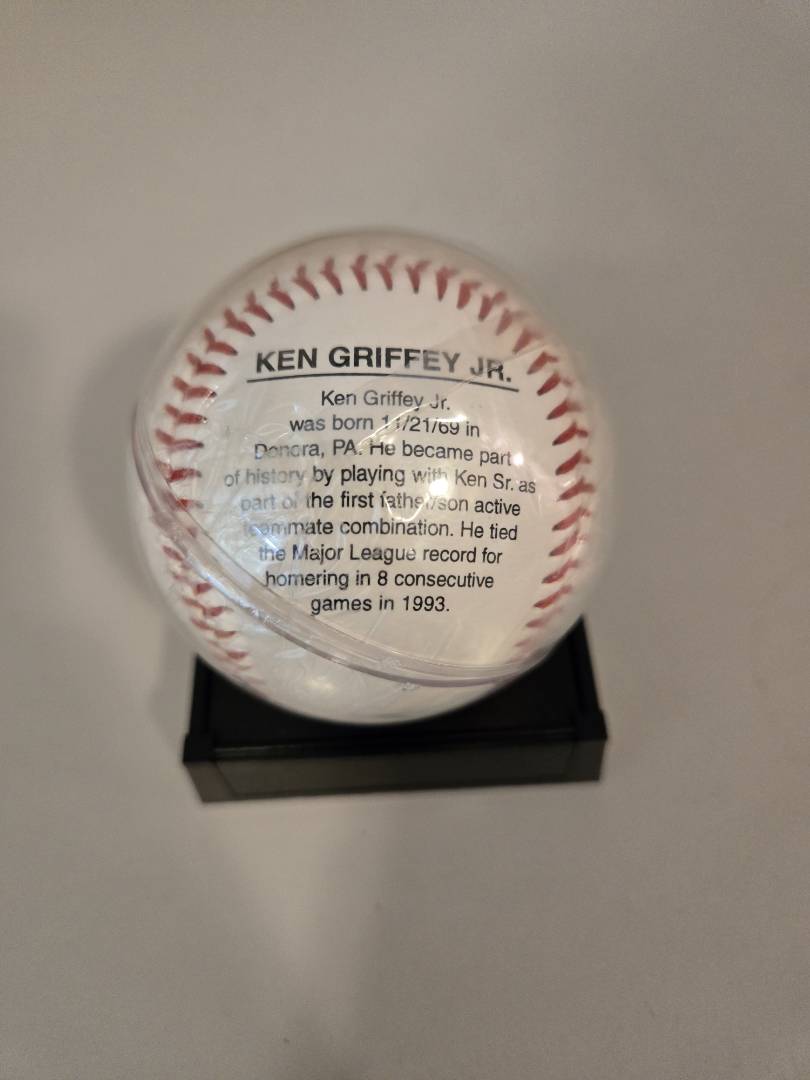 KEN GRIFFEY JR.
Ken Griffey Jr.
was born 11/21/69 in
Donora, PA. He became part
of history by playing with Ken Sr. as
part of the first father/son active
teammate combination. He tied
the Major League record for
homering in 8 consecutive
games in 1993.